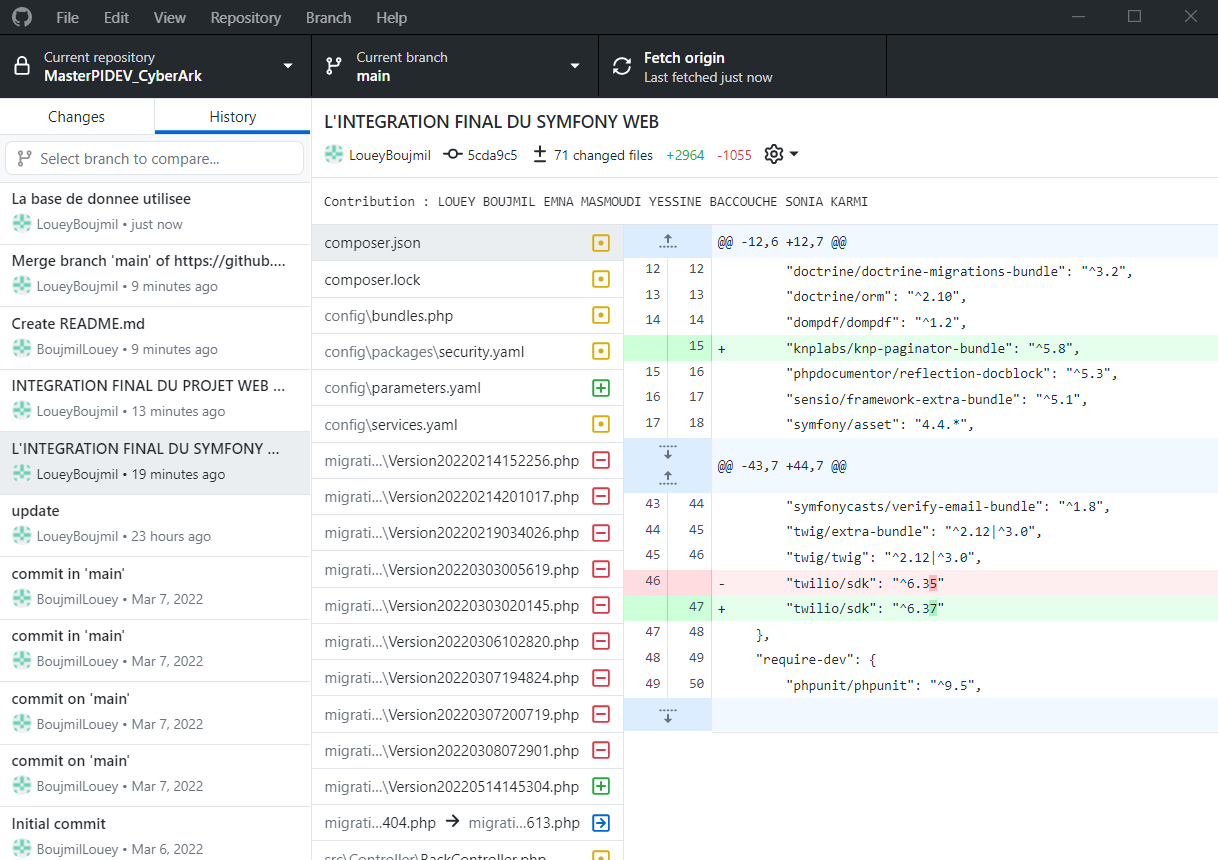 File Edit View Repository Branch Help
Current repository
MasterPIDEV_CyberArk
Current branch
main
Fetch origin
Last fetched just now
Changes History
Select branch to compare...
La base de donnee utilisee
LoueyBoujmil • just now
Merge branch 'main' of https://github....
LoueyBoujmil • 9 minutes ago
Create README.md
BoujmilLouey • 9 minutes ago
INTEGRATION FINAL DU PROJET WEB ...
LoueyBoujmil • 13 minutes ago
L'INTEGRATION FINAL DU SYMFONY ...
LoueyBoujmil • 19 minutes ago
update
LoueyBoujmil • 23 hours ago
commit in 'main'
BoujmilLouey • Mar 7, 2022
commit in 'main'
BoujmilLouey • Mar 7, 2022
commit on 'main'
BoujmilLouey • Mar 7, 2022
commit on 'main'
BoujmilLouey • Mar 7, 2022
Initial commit
BoujmilLouey • Mar 6, 2022
L'INTEGRATION FINAL DU SYMFONY WEB
LoueyBoujmil 5cda9c5 71 changed files +2964 -1055
Contribution : LOUEY BOUJMIL EMNA MASMOUDI YESSINE BACCOUCHE SONIA KARMI
composer.json
composer.lock
config\bundles.php
config\packages\security.yaml
config\parameters.yaml
config\services.yaml
migrati...\Version20220214152256.php
migrati...\Version20220214201017.php
migrati...\Version20220219034026.php
migrati...\Version20220303005619.php
migrati...\Version20220303020145.php
migrati...\Version20220306102820.php
migrati...\Version20220307194824.php
migrati...\Version20220307200719.php
migrati...\Version20220308072901.php
migrati...\Version20220514145304.php
migrati...404.php → migrati...613.php
src\Controller\BackController.php
@@ -12,6 +12,7 @@
12 12 "doctrine/doctrine-migrations-bundle": "^3.2",
13 13 "doctrine/orm": "^2.10",
14 14 "dompdf/dompdf": "^1.2",
15 + "knplabs/knp-paginator-bundle": "^5.8",
15 16 "phpdocumentor/reflection-docblock": "^5.3",
16 17 "sensio/framework-extra-bundle": "^5.1",
17 18 "symfony/asset": "4.4.*",
@@ -43,7 +44,7 @@
43 44 "symfonycasts/verify-email-bundle": "^1.8",
44 45 "twig/extra-bundle": "^2.12|^3.0",
45 46 "twig/twig": "^2.12|^3.0",
46 - "twilio/sdk": "^6.35"
47 + "twilio/sdk": "^6.37"
47 48 },
48 49 "require-dev": {
49 50 "phpunit/phpunit": "^9.5",